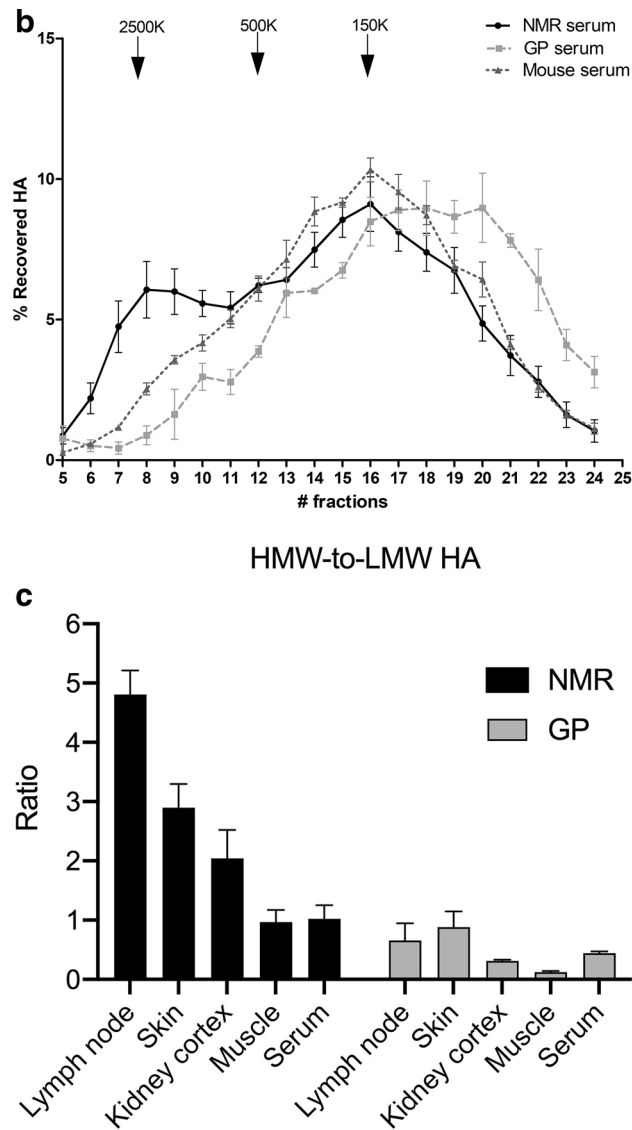 b
15
10
5
0
2500K
500K
150K
NMR serum
GP serum
Mouse serum
% Recovered HA
5 6 7 8 9 10 11 12 13 14 15 16 17 18 19 20 21 22 23 24 25
# fractions
HMW-to-LMW HA
c
6
5
4
3
2
1
0
Ratio
NMR
GP
Lymph node
Skin
Kidney cortex
Muscle
Serum
Lymph node
Skin
Kidney cortex
Muscle
Serum